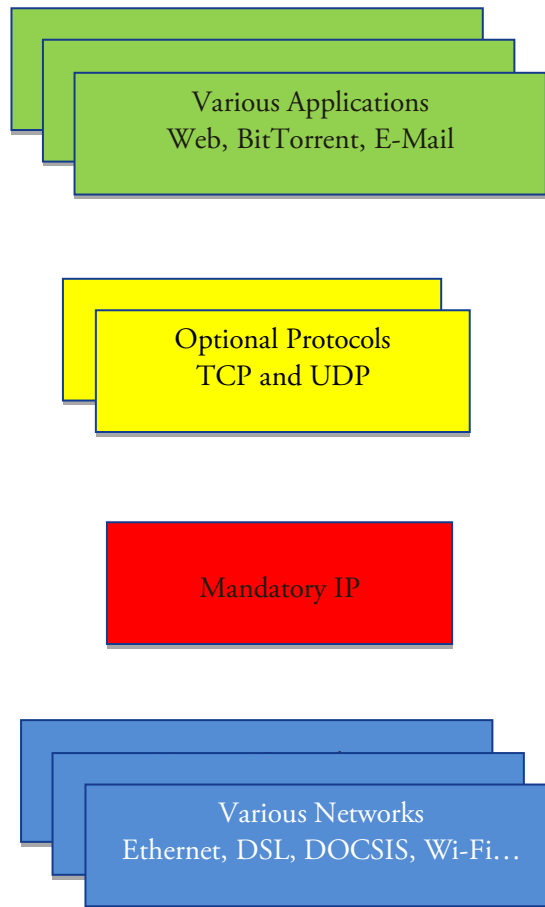 Various Applications
Web, BitTorrent, E-Mail
Optional Protocols
TCP and UDP
Mandatory IP
Various Networks
Ethernet, DSL, DOCSIS, Wi-Fi…